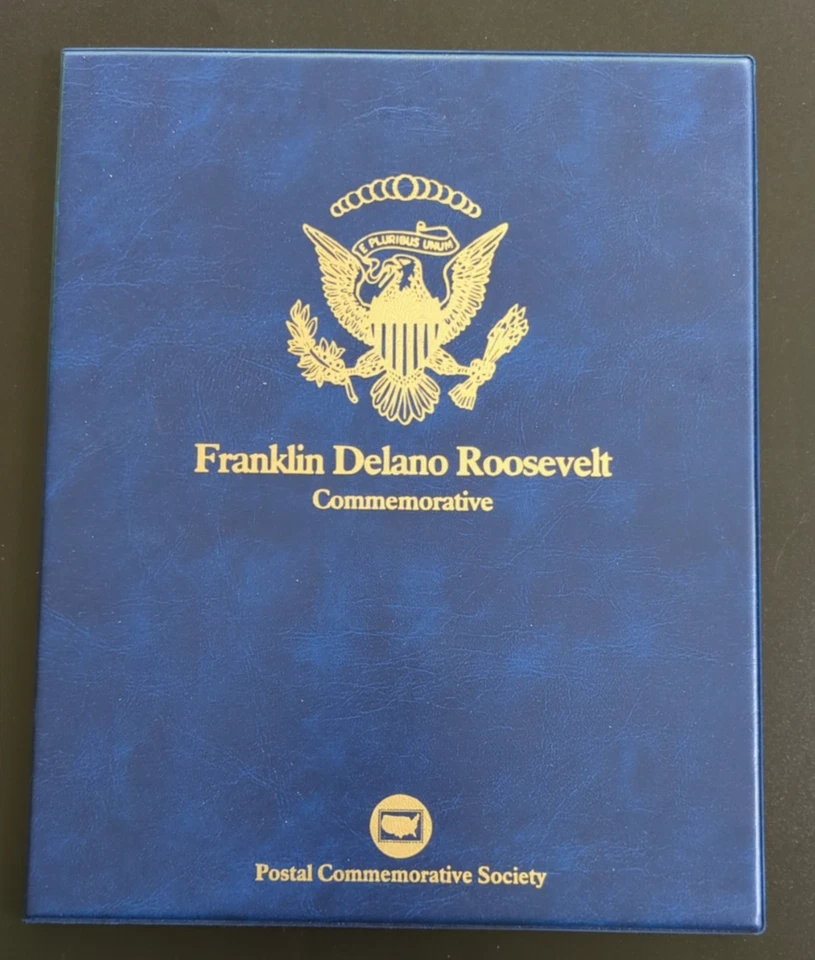 E PLURIBUS UNUM
Franklin Delano Roosevelt
Commemorative
Postal Commemorative Society